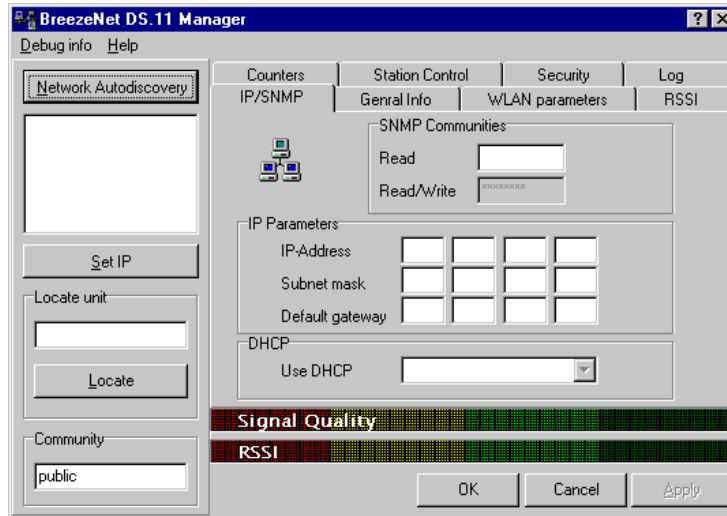 BreezeNet DS.11 Manager
Debug info Help
Network Autodiscovery
Set IP
Locate unit
Locate
Community
public
Counters Station Control Security Log
IP/SNMP Genral Info WLAN parameters RSSI
SNMP Communities
Read
Read/Write ××××××××
IP Parameters
IP-Address
Subnet mask
Default gateway
DHCP
Use DHCP
Signal Quality
RSSI
OK Cancel Apply